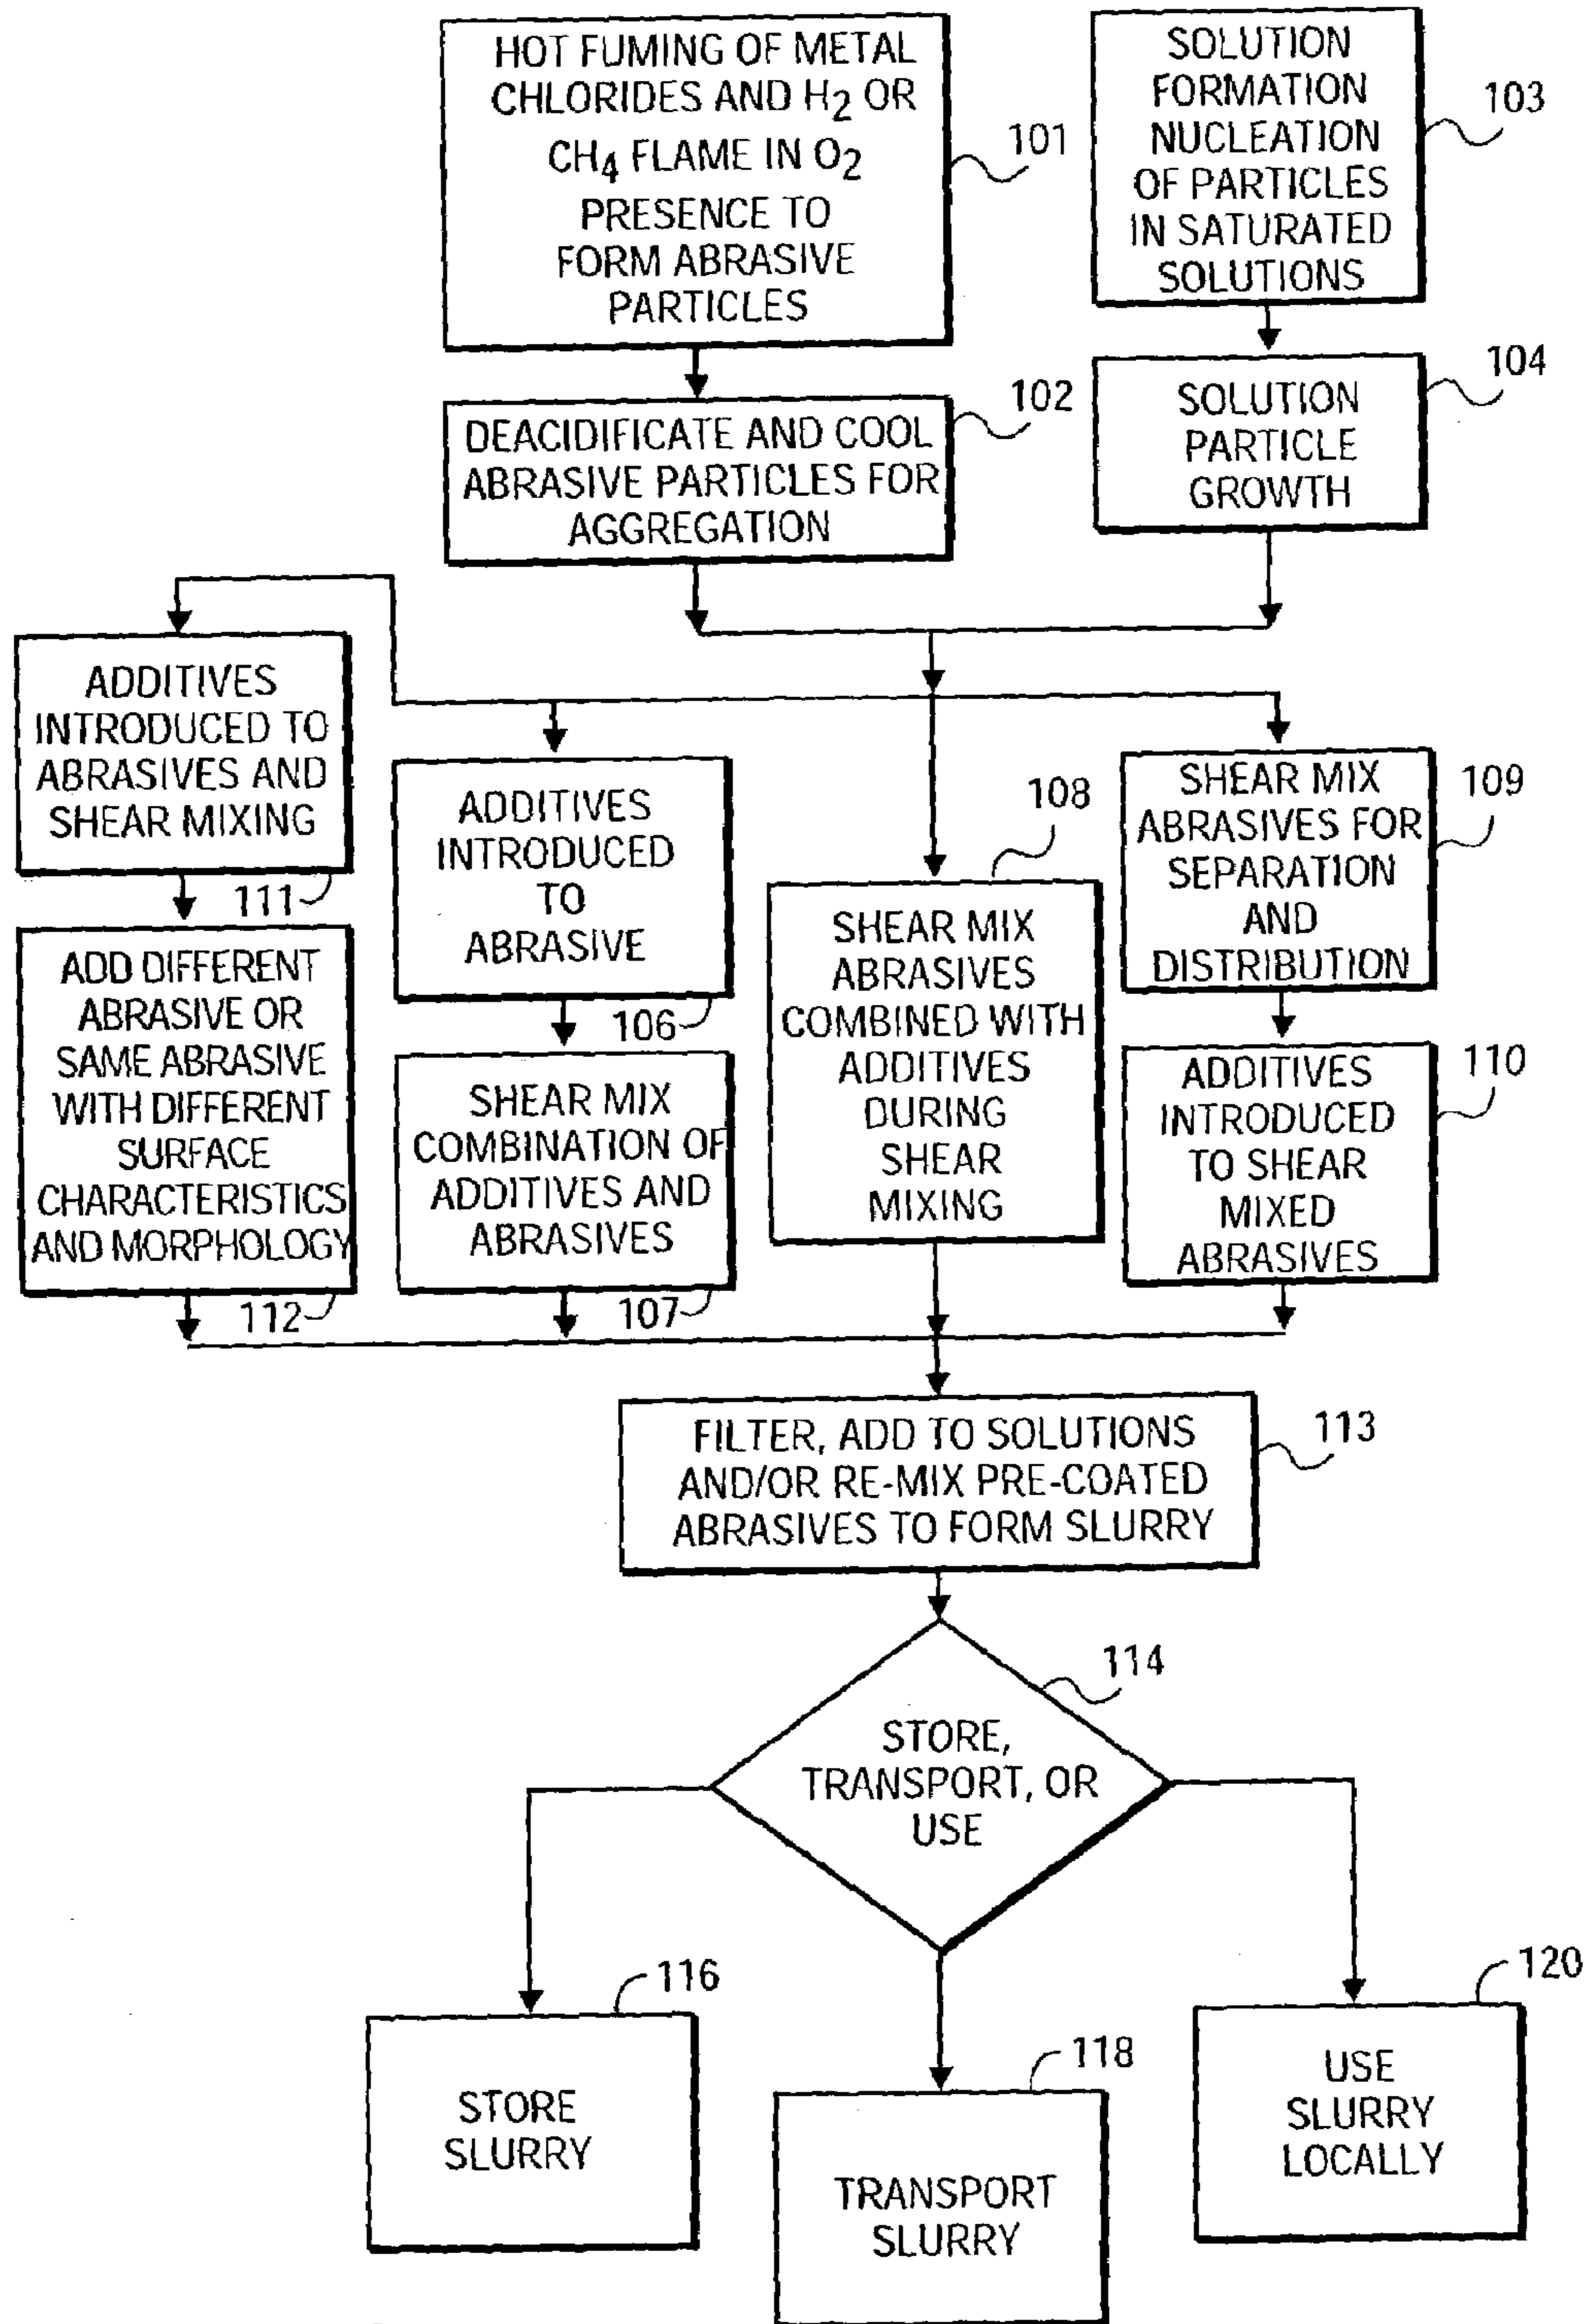 HOT FUMING OF METAL
CHLORIDES AND H2 OR
CH4 FLAME IN O2
PRESENCE TO
FORM ABRASIVE
PARTICLES
101
SOLUTION
FORMATION
NUCLEATION
OF PARTICLES
IN SATURATED
SOLUTIONS
103
DEACIDIFICATE AND COOL
ABRASIVE PARTICLES FOR
AGGREGATION
102
SOLUTION
PARTICLE
GROWTH
104
ADDITIVES
INTRODUCED TO
ABRASIVES AND
SHEAR MIXING
111
ADDITIVES
INTRODUCED
TO
ABRASIVE
106
108
SHEAR MIX
ABRASIVES
COMBINED WITH
ADDITIVES
DURING
SHEAR
MIXING
SHEAR MIX
ABRASIVES FOR
SEPARATION
AND
DISTRIBUTION
109
ADD DIFFERENT
ABRASIVE OR
SAME ABRASIVE
WITH DIFFERENT
SURFACE
CHARACTERISTICS
AND MORPHOLOGY
112
SHEAR MIX
COMBINATION OF
ADDITIVES AND
ABRASIVES
107
ADDITIVES
INTRODUCED
TO SHEAR
MIXED
ABRASIVES
110
FILTER, ADD TO SOLUTIONS
AND/OR RE-MIX PRE-COATED
ABRASIVES TO FORM SLURRY
113
114
STORE,
TRANSPORT, OR
USE
116
STORE
SLURRY
118
TRANSPORT
SLURRY
120
USE
SLURRY
LOCALLY